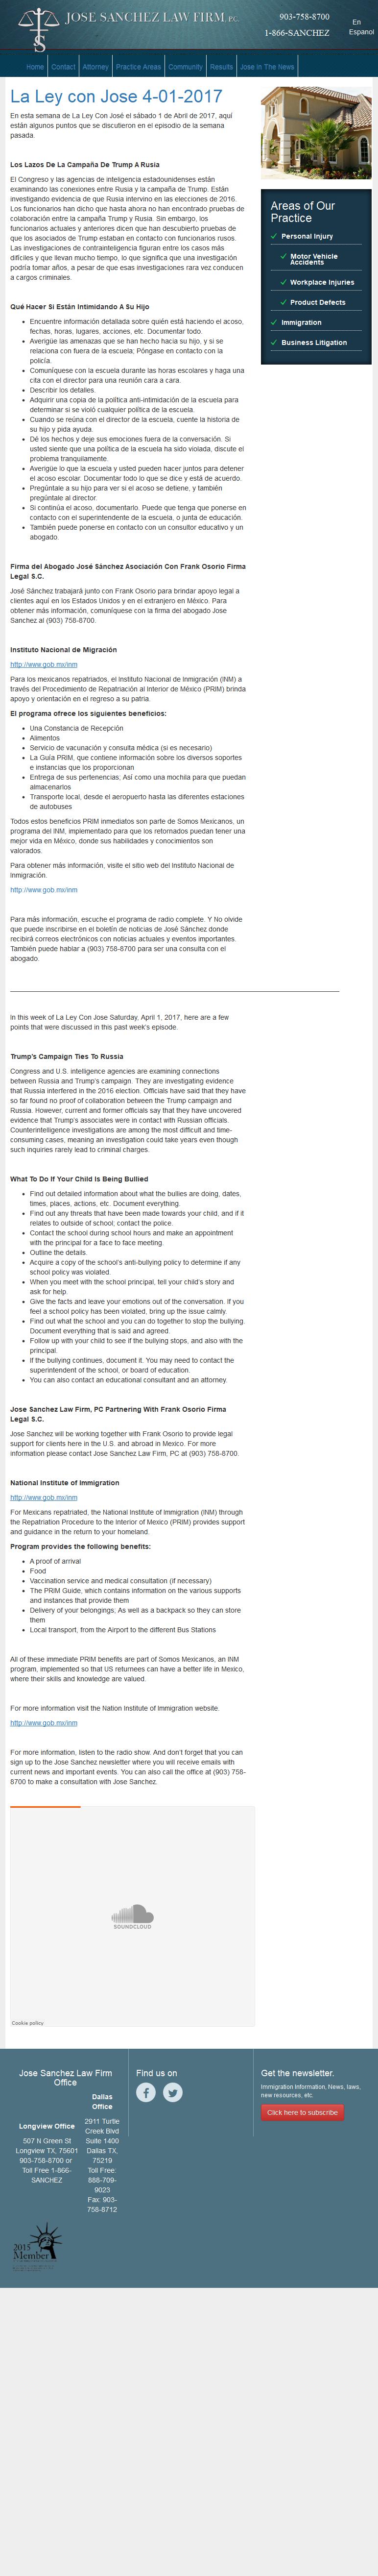 JOSE SANCHEZ LAW FIRM, P.C.
903-758-8700
1-866-SANCHEZ
En
Espanol
Home
Contact
Attorney
Practice Areas
Community
Results
Jose In The News
La Ley con Jose 4-01-2017
En esta semana de La Ley Con José el sábado 1 de Abril de 2017, aquí
están algunos puntos que se discutieron en el episodio de la semana
pasada.
Los Lazos De La Campaña De Trump A Rusia
El Congreso y las agencias de inteligencia estadounidenses están
examinando las conexiones entre Rusia y la campaña de Trump. Están
investigando evidencia de que Rusia intervino en las elecciones de 2016.
Los funcionarios han dicho que hasta ahora no han encontrado pruebas de
colaboración entre la campaña Trump y Rusia. Sin embargo, los
funcionarios actuales y anteriores dicen que han descubierto pruebas de
que los asociados de Trump estaban en contacto con funcionarios rusos.
Las investigaciones de contrainteligencia figuran entre los casos más
difíciles y que llevan mucho tiempo, lo que significa que una investigación
podría tomar años, a pesar de que esas investigaciones rara vez conducen
a cargos criminales.
Qué Hacer Si Están Intimidando A Su Hijo
Encuentre información detallada sobre quién está haciendo el acoso,
fechas, horas, lugares, acciones, etc. Documentar todo.
Averigüe las amenazas que se han hecho hacia su hijo, y si se
relaciona con fuera de la escuela; Póngase en contacto con la
policía.
Comuníquese con la escuela durante las horas escolares y haga una
cita con el director para una reunión cara a cara.
Describir los detalles.
Adquirir una copia de la política anti-intimidación de la escuela para
determinar si se violó cualquier política de la escuela.
Cuando se reúna con el director de la escuela, cuente la historia de
su hijo y pida ayuda.
Dé los hechos y deje sus emociones fuera de la conversación. Si
usted siente que una política de la escuela ha sido violada, discute el
problema tranquilamente.
Averigüe lo que la escuela y usted pueden hacer juntos para detener
el acoso escolar. Documentar todo lo que se dice y está de acuerdo.
Pregúntale a su hijo para ver si el acoso se detiene, y también
pregúntale al director.
Si continúa el acoso, documentarlo. Puede que tenga que ponerse en
contacto con el superintendente de la escuela, o junta de educación.
También puede ponerse en contacto con un consultor educativo y un
abogado.
Firma del Abogado José Sánchez Asociación Con Frank Osorio Firma
Legal S.C.
José Sánchez trabajará junto con Frank Osorio para brindar apoyo legal a
clientes aquí en los Estados Unidos y en el extranjero en México. Para
obtener más información, comuníquese con la firma del abogado Jose
Sanchez al (903) 758-8700.
Instituto Nacional de Migración
http://www.gob.mx/inm
Para los mexicanos repatriados, el Instituto Nacional de Inmigración (INM) a
través del Procedimiento de Repatriación al interior de México (PRIM) brinda
apoyo y orientación en el regreso a su patria.
El programa ofrece los siguientes beneficios:
Una Constancia de Recepción
Alimentos
Servicio de vacunación y consulta médica (si es necesario)
La Guía PRIM, que contiene información sobre los diversos soportes
e instancias que los proporcionan
Entrega de sus pertenencias; Así como una mochila para que puedan
almacenarlos
Transporte local, desde el aeropuerto hasta las diferentes estaciones
de autobuses
Todos estos beneficios PRIM inmediatos son parte de Somos Mexicanos, un
programa del INM, implementado para que los retornados puedan tener una
mejor vida en México, donde sus habilidades y conocimientos son
valorados.
Para obtener más información, visite el sitio web del Instituto Nacional de
Inmigración.
http://www.gob.mx/inm
Para más información, escuche el programa de radio complete. Y No olvide
que puede inscribirse en el boletín de noticias de José Sánchez donde
recibirá correos electrónicos con noticias actuales y eventos importantes.
También puede hablar a (903) 758-8700 para ser una consulta con el
abogado.
In this week of La Ley Con Jose Saturday, April 1, 2017, here are a few
points that were discussed in this past week's episode.
Trump's Campaign Ties To Russia
Congress and U.S. intelligence agencies are examining connections
between Russia and Trump's campaign. They are investigating evidence
that Russia interfered in the 2016 election. Officials have said that they have
so far found no proof of collaboration between the Trump campaign and
Russia. However, current and former officials say that they have uncovered
evidence that Trump's associates were in contact with Russian officials.
Counterintelligence investigations are among the most difficult and time-
consuming cases, meaning an investigation could take years even though
such inquiries rarely lead to criminal charges.
What To Do If Your Child Is Being Bullied
Find out detailed information about what the bullies are doing, dates,
times, places, actions, etc. Document everything.
Find out any threats that have been made towards your child, and if it
relates to outside of school; contact the police.
Contact the school during school hours and make an appointment
with the principal for a face to face meeting.
Outline the details.
Acquire a copy of the school's anti-bullying policy to determine if any
school policy was violated.
When you meet with the school principal, tell your child's story and
ask for help.
Give the facts and leave your emotions out of the conversation. If you
feel a school policy has been violated, bring up the issue calmly.
Find out what the school and you can do together to stop the bullying.
Document everything that is said and agreed.
Follow up with your child to see if the bullying stops, and also with the
principal.
If the bullying continues, document it. You may need to contact the
superintendent of the school, or board of education.
You can also contact an educational consultant and an attorney.
Jose Sanchez Law Firm, PC Partnering With Frank Osorio Firma
Legal S.C.
Jose Sanchez will be working together with Frank Osorio to provide legal
support for clients here in the U.S. and abroad in Mexico. For more
information please contact Jose Sanchez Law Firm, PC at (903) 758-8700.
National Institute of Immigration
http://www.gob.mx/inm
For Mexicans repatriated, the National Institute of Immigration (INM) through
the Repatriation Procedure to the interior of Mexico (PRIM) provides support
and guidance in the return to your homeland.
Program provides the following benefits:
A proof of arrival
Food
Vaccination service and medical consultation (if necessary)
The PRIM Guide, which contains information on the various supports
and instances that provide them
Delivery of your belongings; As well as a backpack so they can store
them
Local transport, from the Airport to the different Bus Stations
All of these immediate PRIM benefits are part of Somos Mexicanos, an INM
program, implemented so that US returnees can have a better life in Mexico,
where their skills and knowledge are valued.
For more information visit the Nation Institute of Immigration website.
http://www.gob.mx/inm
For more information, listen to the radio show. And don't forget that you can
sign up to the Jose Sanchez newsletter where you will receive emails with
current news and important events. You can also call the office at (903) 758-
8700 to make a consultation with Jose Sanchez.
SOUNDCLOUD
Cookie policy
Areas of Our
Practice
Personal Injury
Motor Vehicle
Accidents
Workplace Injuries
Product Defects
Immigration
Business Litigation
Jose Sanchez Law Firm
Office
Longview Office
507 N Green St
Longview TX, 75601
903-758-8700 or
Toll Free 1-866-
SANCHEZ
Dallas
Office
2911 Turtle
Creek Blvd
Suite 1400
Dallas TX,
75219
Toll Free:
888-709-
9023
Fax: 903-
758-8712
2015
Member
Find us on
Get the newsletter.
Immigration Information, News, laws,
new resources, etc.
Click here to subscribe